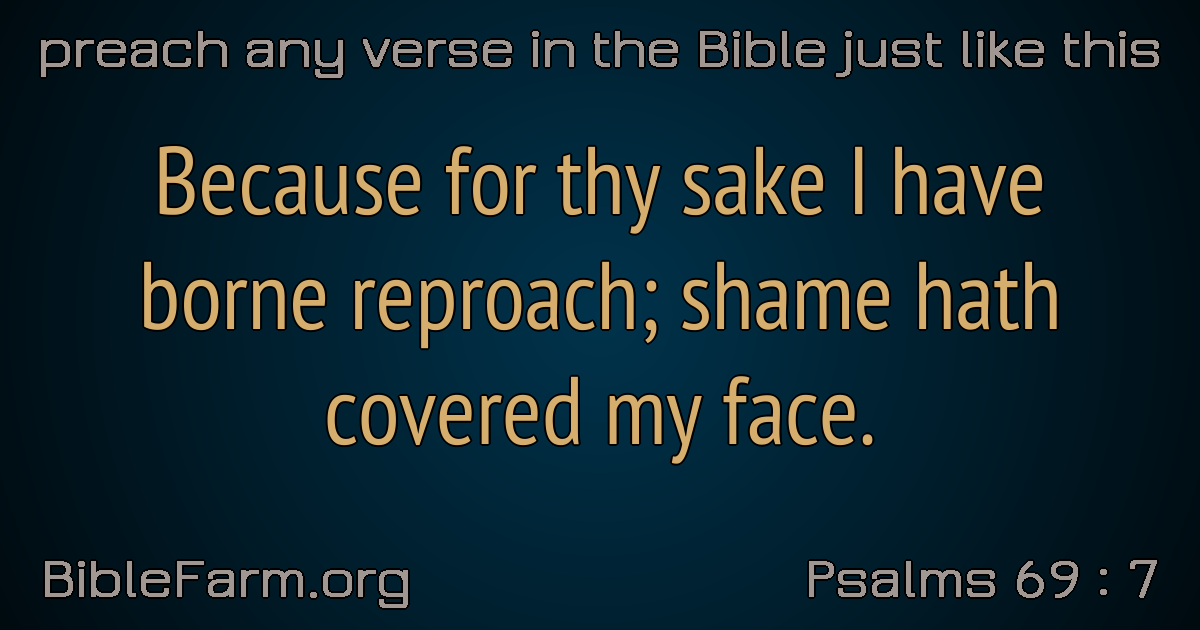 preach any verse in the Bible just like this
Because for thy sake I have
borne reproach; shame hath
covered my face.
BibleFarm.org
Psalms 69 : 7